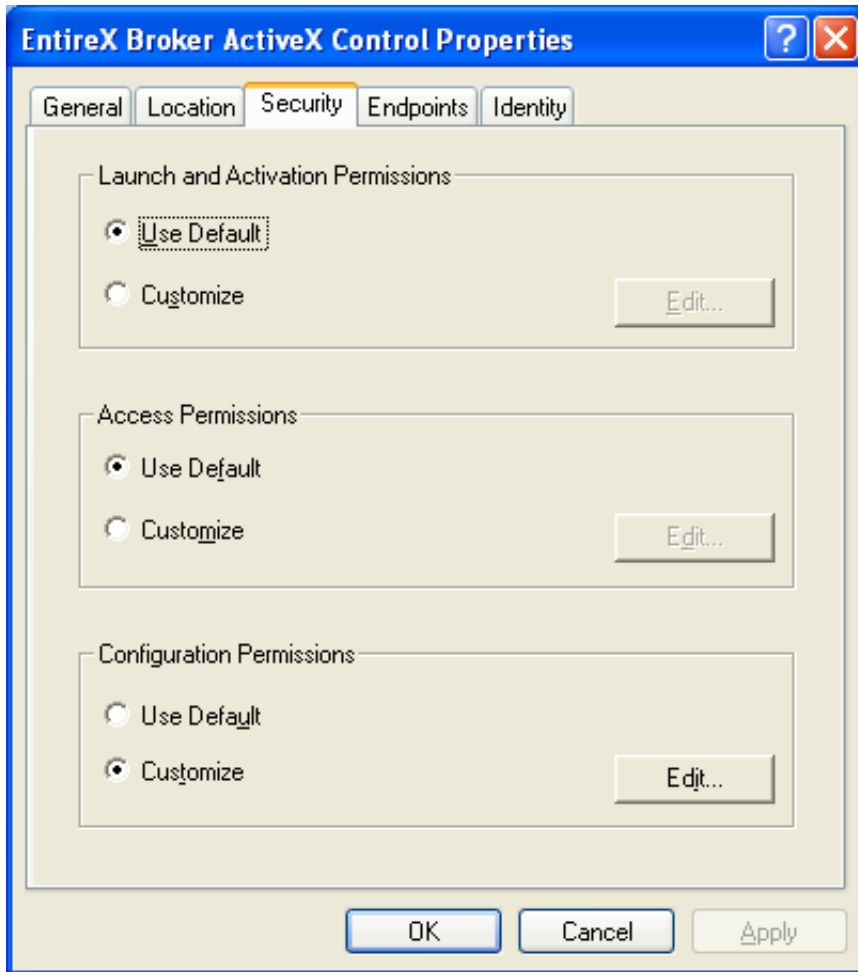 EntireX Broker ActiveX Control Properties
General Location Security Endpoints Identity
Launch and Activation Permissions
Use Default
Customize
Edit...
Access Permissions
Use Default
Customize
Edit...
Configuration Permissions
Use Default
Customize
Edit...
OK Cancel Apply